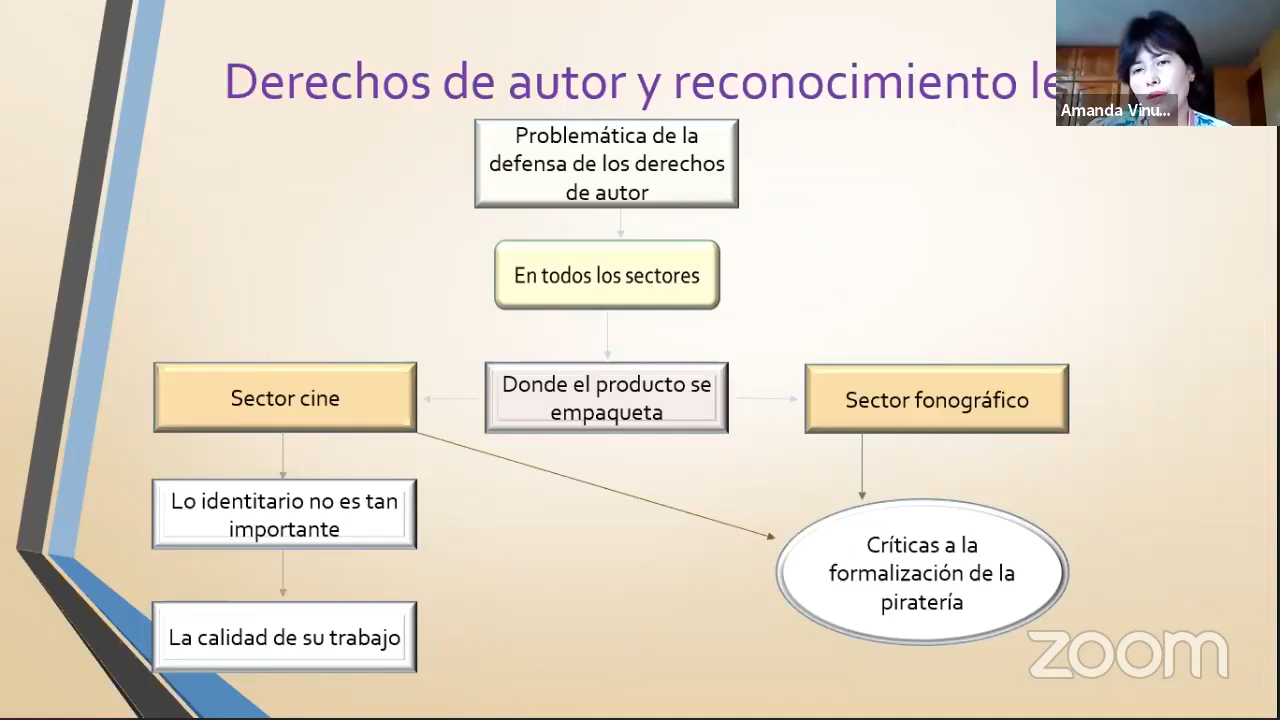 Derechos de autor y reconocimiento le
Amanda Vinu...
Problemática de la
defensa de los derechos
de autor
En todos los sectores
Sector cine
Donde el producto se
empaqueta
Sector fonográfico
Lo identitario no es tan
importante
Críticas a la
formalización de la
piratería
La calidad de su trabajo
zoom